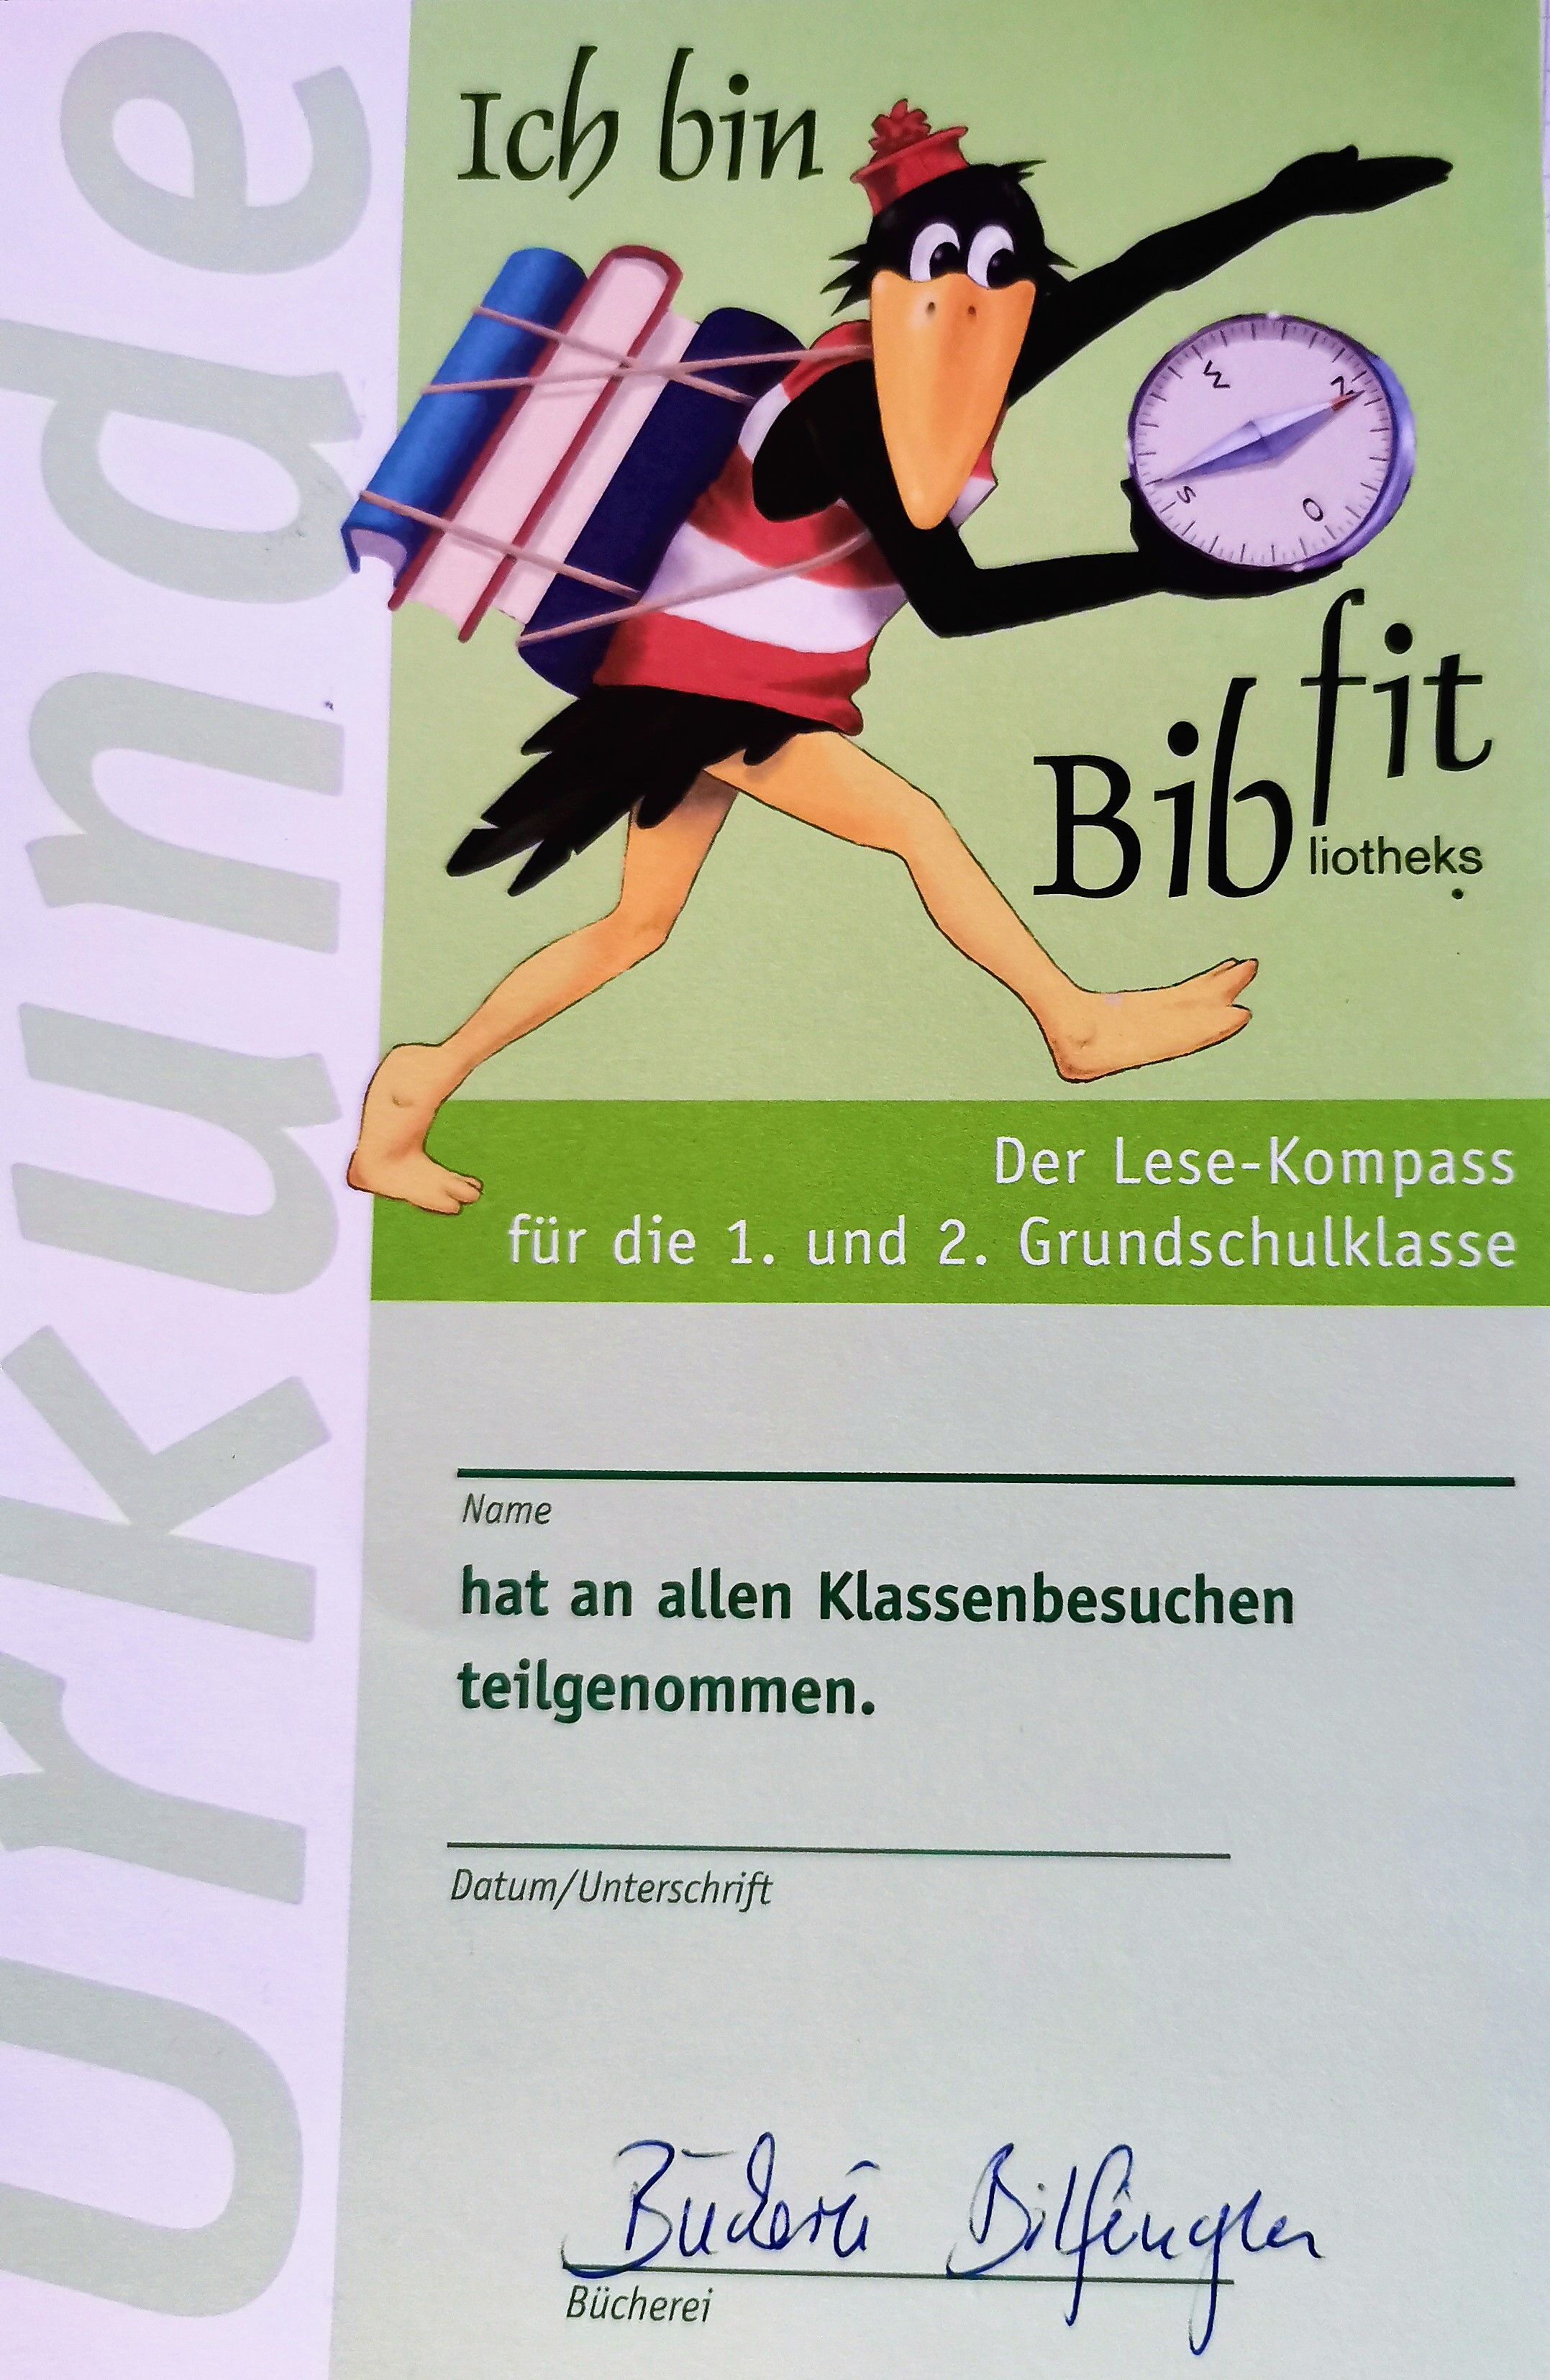 Urkunde
Ich bin
W N
S O
fit
Bib
liotheks
Der Lese-Kompass
für die 1. und 2. Grundschulklasse
Name
hat an allen Klassenbesuchen
teilgenommen.
Datum/Unterschrift
Bücherei
Bücherei